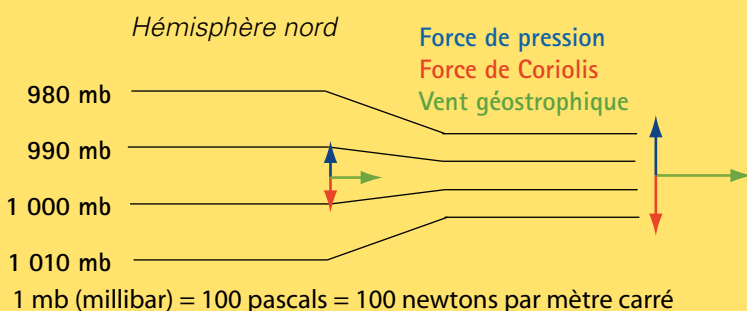 Hémisphère nord
Force de pression
Force de Coriolis
Vent géostrophique
980 mb
990 mb
1 000 mb
1 010 mb
1 mb (millibar) = 100 pascals = 100 newtons par mètre carré